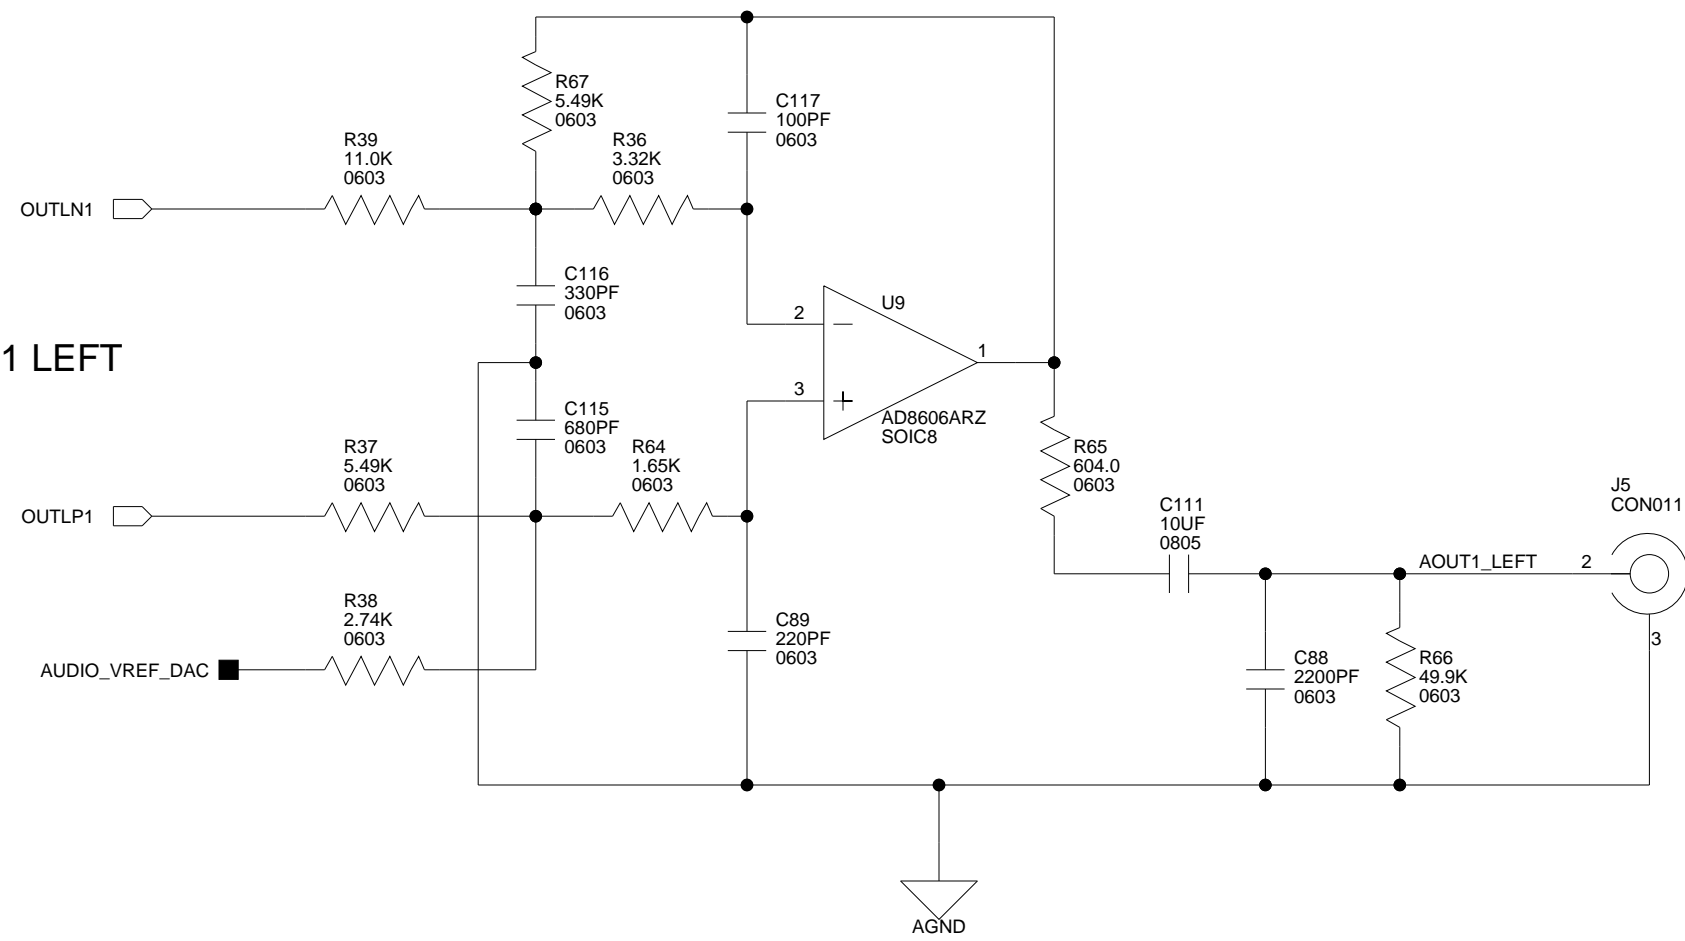 R67
5.49K
0603
C117
100PF
0603
R39
11.0K
0603
R36
3.32K
0603
OUTLN1
C116
330PF
0603
U9
2
1 LEFT
1
3
AD8606ARZ
SOIC8
C115
680PF
0603
R37
5.49K
0603
R64
1.65K
0603
R65
604.0
0603
OUTLP1
C111
10UF
0805
J5
CON011
AOUT1_LEFT
2
R38
2.74K
0603
C89
220PF
0603
3
AUDIO_VREF_DAC
C88
2200PF
0603
R66
49.9K
0603
AGND